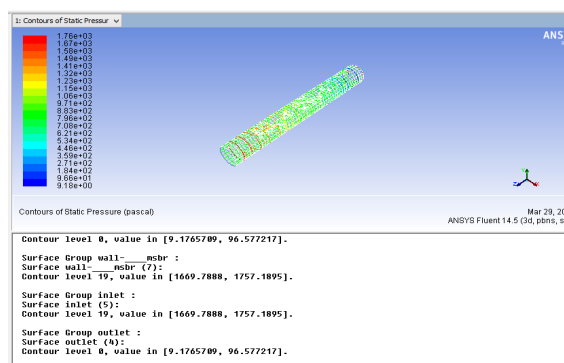 1: Contours of Static Pressur
1.76e+03
1.67e+03
1.58e+03
1.49e+03
1.41e+03
1.32e+03
1.23e+03
1.15e+03
1.06e+03
9.71e+02
8.83e+02
7.96e+02
7.08e+02
6.21e+02
5.34e+02
4.46e+02
3.59e+02
2.71e+02
1.84e+02
9.66e+01
9.18e+00
ANS
Contours of Static Pressure (pascal)
Mar 29, 20
ANSYS Fluent 14.5 (3d, pbns, s
Contour level 0, value in [9.1765709, 96.577217].
Surface Group wall-____msbr :
Surface wall-____msbr (7):
Contour level 19, value in [1669.7888, 1757.1895].
Surface Group inlet :
Surface inlet (5):
Contour level 19, value in [1669.7888, 1757.1895].
Surface Group outlet :
Surface outlet (4):
Contour level 0, value in [9.1765709, 96.577217].